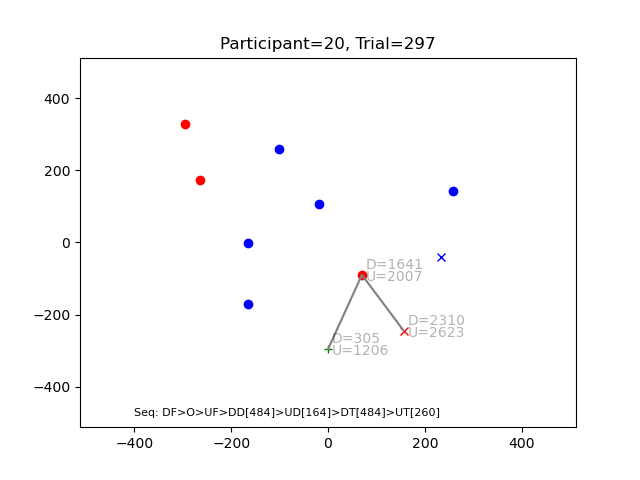 Participant=20, Trial=297
400
200
0
−200
−400
D=1641
U=2007
D=2310
U=2623
D=305
U=1206
Seq: DF>O>UF>DD[484]>UD[164]>DT[484]>UT[260]
−400
−200
0
200
400